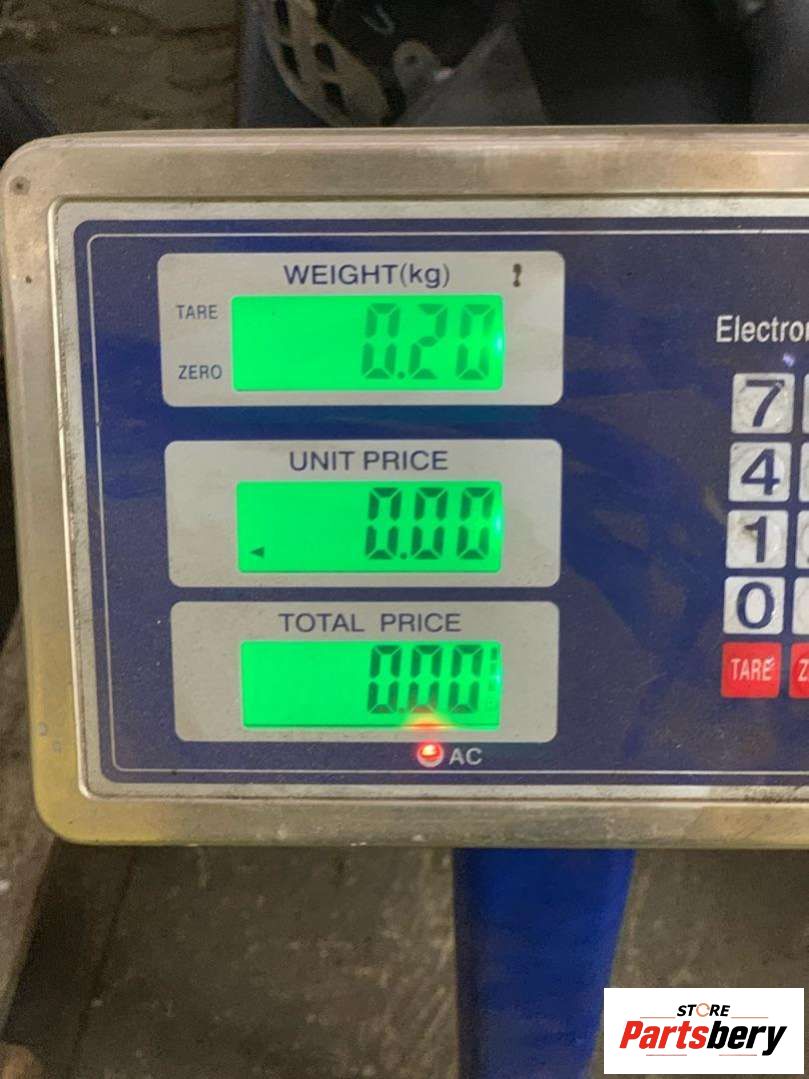 WEIGHT(kg)
TARE
0.20
ZERO
Electro
7
UNIT PRICE
4
0.00
1
TOTAL PRICE
0
0.00
TARE
Z
AC
STORE
Partsbery